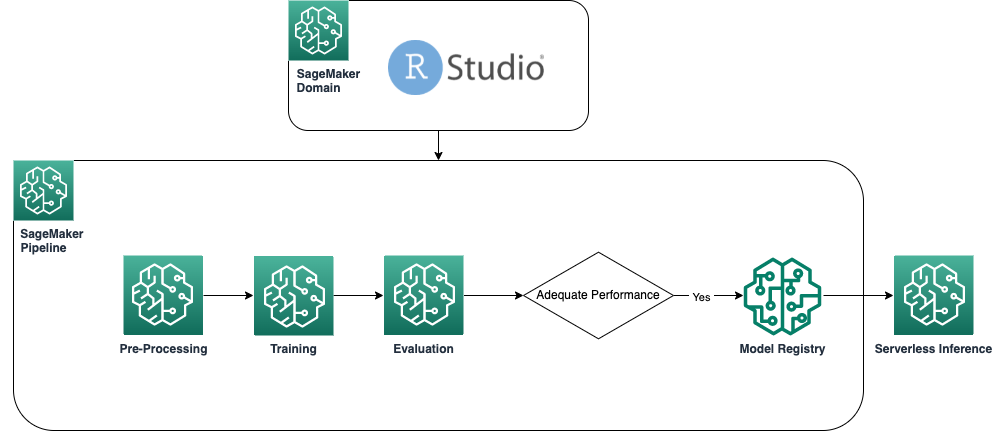 SageMaker
Domain
R Studio
SageMaker
Pipeline
Adequate Performance
Yes
Pre-Processing
Training
Evaluation
Model Registry
Serverless Inference